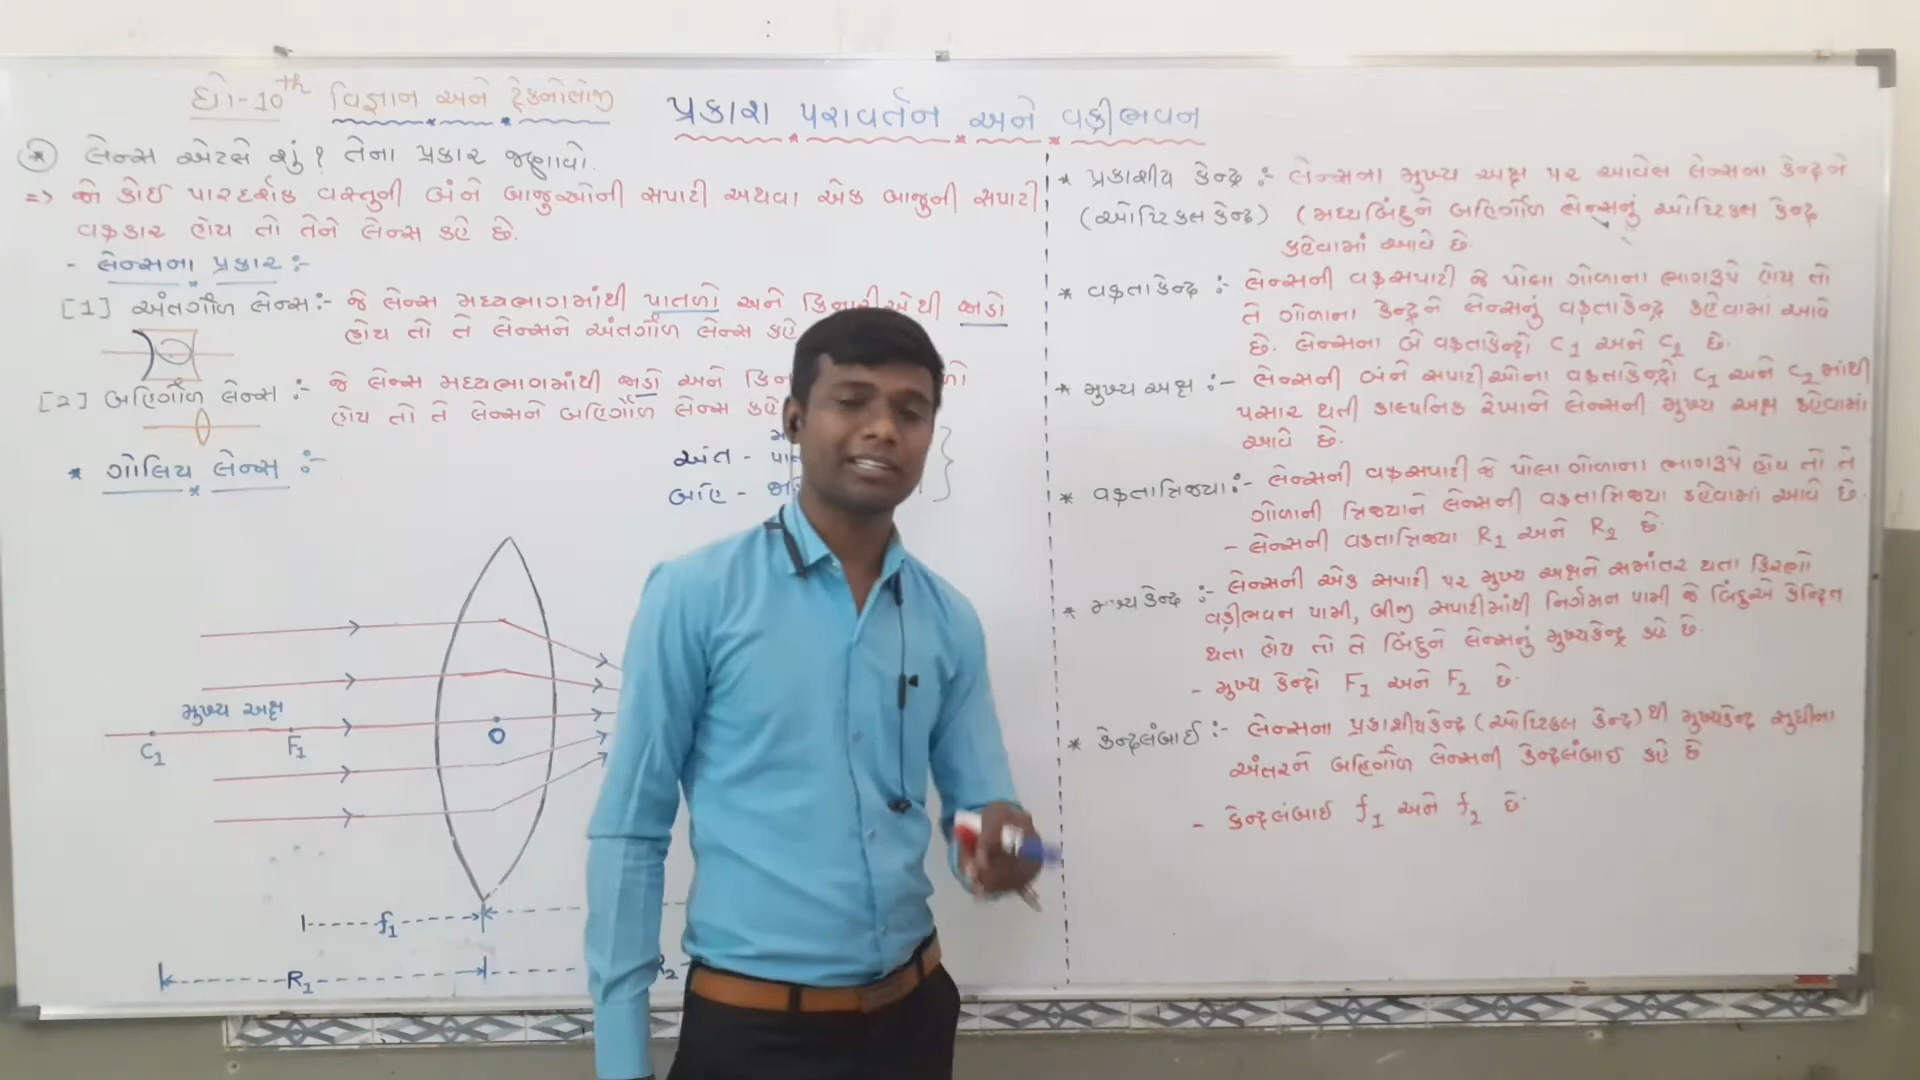 ધો-10th વિજ્ઞાન અને ટેકનોલોજી
પ્રકાશ પરાવર્તન અને વક્રીભવન
* લેન્સ એટલે શું? તેના પ્રકાર જણાવો.
=> જો કોઈ પારદર્શક વસ્તુની બંને બાજુઓની સપાટી અથવા એક બાજુની સપાટી
વક્રકાર હોય તો તેને લેન્સ કહે છે.
- લેન્સના પ્રકાર :-
[1] અંતર્ગોળ લેન્સ:- જે લેન્સ મધ્યભાગમાંથી પાતળો અને કિનારીએથી જાડો
હોય તો તે લેન્સને અંતર્ગોળ લેન્સ કહે
[2] બહિર્ગોળ લેન્સ :- જે લેન્સ મધ્યભાગમાંથી જાડો અને
હોય તો તે લેન્સને બહિર્ગોળ લેન્સ કહે
અંત -
બહિ -
* ગોલિય લેન્સ :-
મુખ્ય અક્ષ
C1 F1 O
f1
R1 R2
* પ્રકાશીય કેન્દ્ર :- લેન્સના મુખ્ય અક્ષ પર આવેલ લેન્સના કેન્દ્રને
(ઓપ્ટિકલ કેન્દ્ર) (મધ્યબિંદુને બહિર્ગોળ લેન્સનું ઓપ્ટિકલ કેન્દ્ર
કહેવામાં આવે છે.
* વક્રતાકેન્દ્ર :- લેન્સની વક્રસપાટી જે પોલા ગોળાના ભાગરૂપે હોય તો
તે ગોળાના કેન્દ્રને લેન્સનું વક્રતાકેન્દ્ર કહેવામાં આવે
છે. લેન્સના બે વક્રતાકેન્દ્રો C1 અને C2 છે.
* મુખ્ય અક્ષ :- લેન્સની બંને સપાટીઓના વક્રતાકેન્દ્રો C1 અને C2 માંથી
પસાર થતી કાલ્પનિક રેખાને લેન્સની મુખ્ય અક્ષ કહેવામાં
આવે છે.
* વક્રતાત્રિજ્યા:- લેન્સની વક્રસપાટી જે પોલા ગોળાના ભાગરૂપે હોય તો તે
ગોળાની ત્રિજ્યાને લેન્સની વક્રતાત્રિજ્યા કહેવામાં આવે છે.
- લેન્સની વક્રતાત્રિજ્યા R1 અને R2 છે.
* મુખ્યકેન્દ્ર :- લેન્સની એક સપાટી પર મુખ્ય અક્ષને સમાંતર થતા કિરણો
વક્રીભવન પામી, બીજી સપાટીમાંથી નિર્ગમન પામી જે બિંદુએ કેન્દ્રિત
થતા હોય તો તે બિંદુને લેન્સનું મુખ્યકેન્દ્ર કહે છે.
- મુખ્ય કેન્દ્રો F1 અને F2 છે.
* કેન્દ્રલંબાઈ :- લેન્સના પ્રકાશીયકેન્દ્ર (ઓપ્ટિકલ કેન્દ્ર) થી મુખ્યકેન્દ્ર સુધીના
અંતરને બહિર્ગોળ લેન્સની કેન્દ્રલંબાઈ કહે છે
- કેન્દ્રલંબાઈ f1 અને f2 છે.